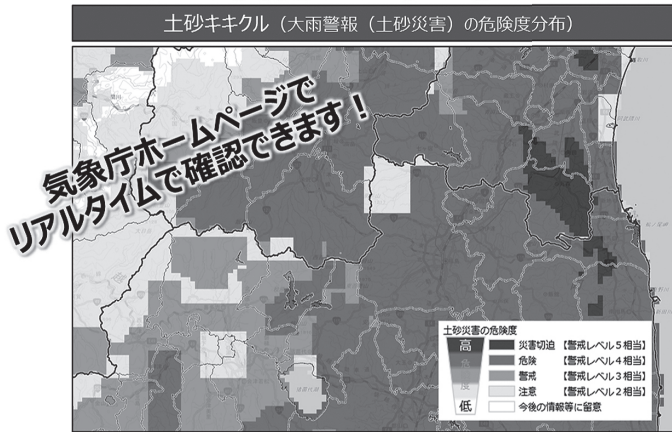 土砂キキクル（大雨警報（土砂災害）の危険度分布）
気象庁ホームページで
リアルタイムで確認できます！
土砂災害の危険度
高
災害切迫 【警戒レベル５相当】
危険 【警戒レベル４相当】
警戒 【警戒レベル３相当】
注意 【警戒レベル２相当】
低
今後の情報等に留意